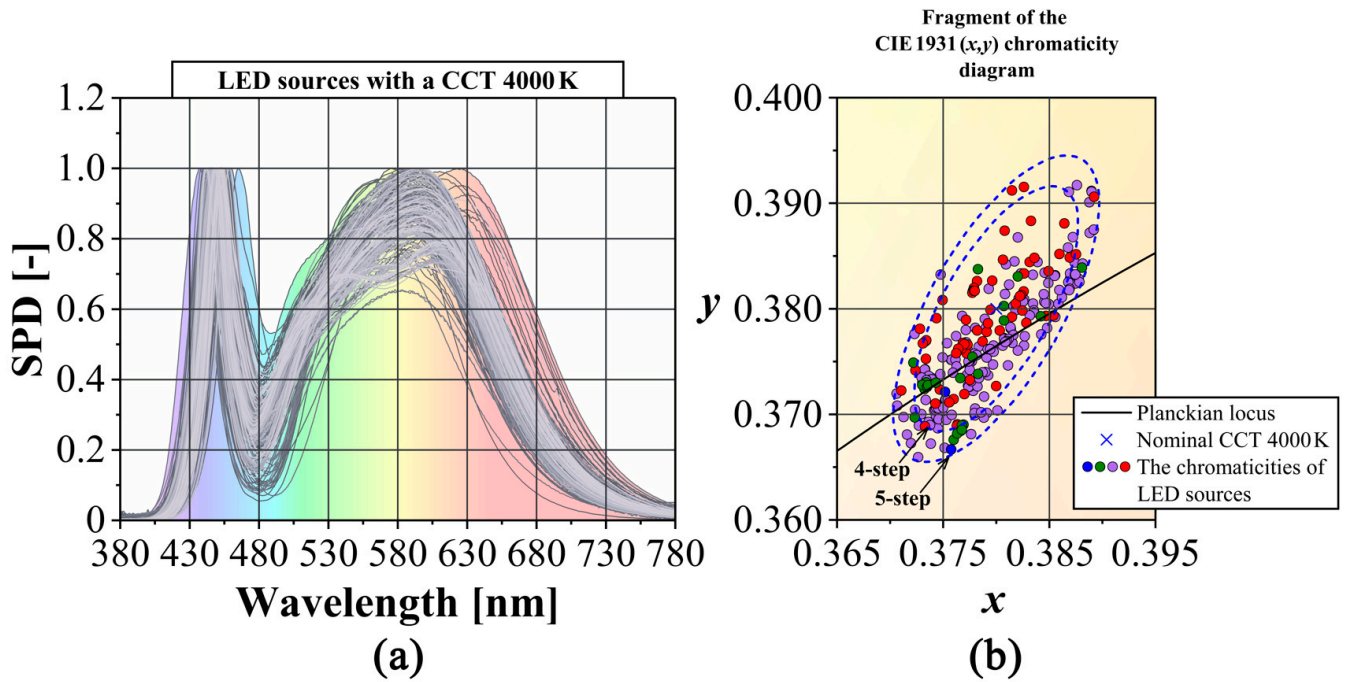 LED sources with a CCT 4000 K
1.2
1.0
0.8
0.6
0.4
0.2
0
SPD [-]
380 430 480 530 580 630 680 730 780
Wavelength [nm]
(a)
Fragment of the
CIE 1931 (x,y) chromaticity
diagram
0.400
0.390
0.380
0.370
0.360
y
4-step
5-step
Planckian locus
Nominal CCT 4000 K
The chromaticities of
LED sources
0.365 0.375 0.385 0.395
x
(b)